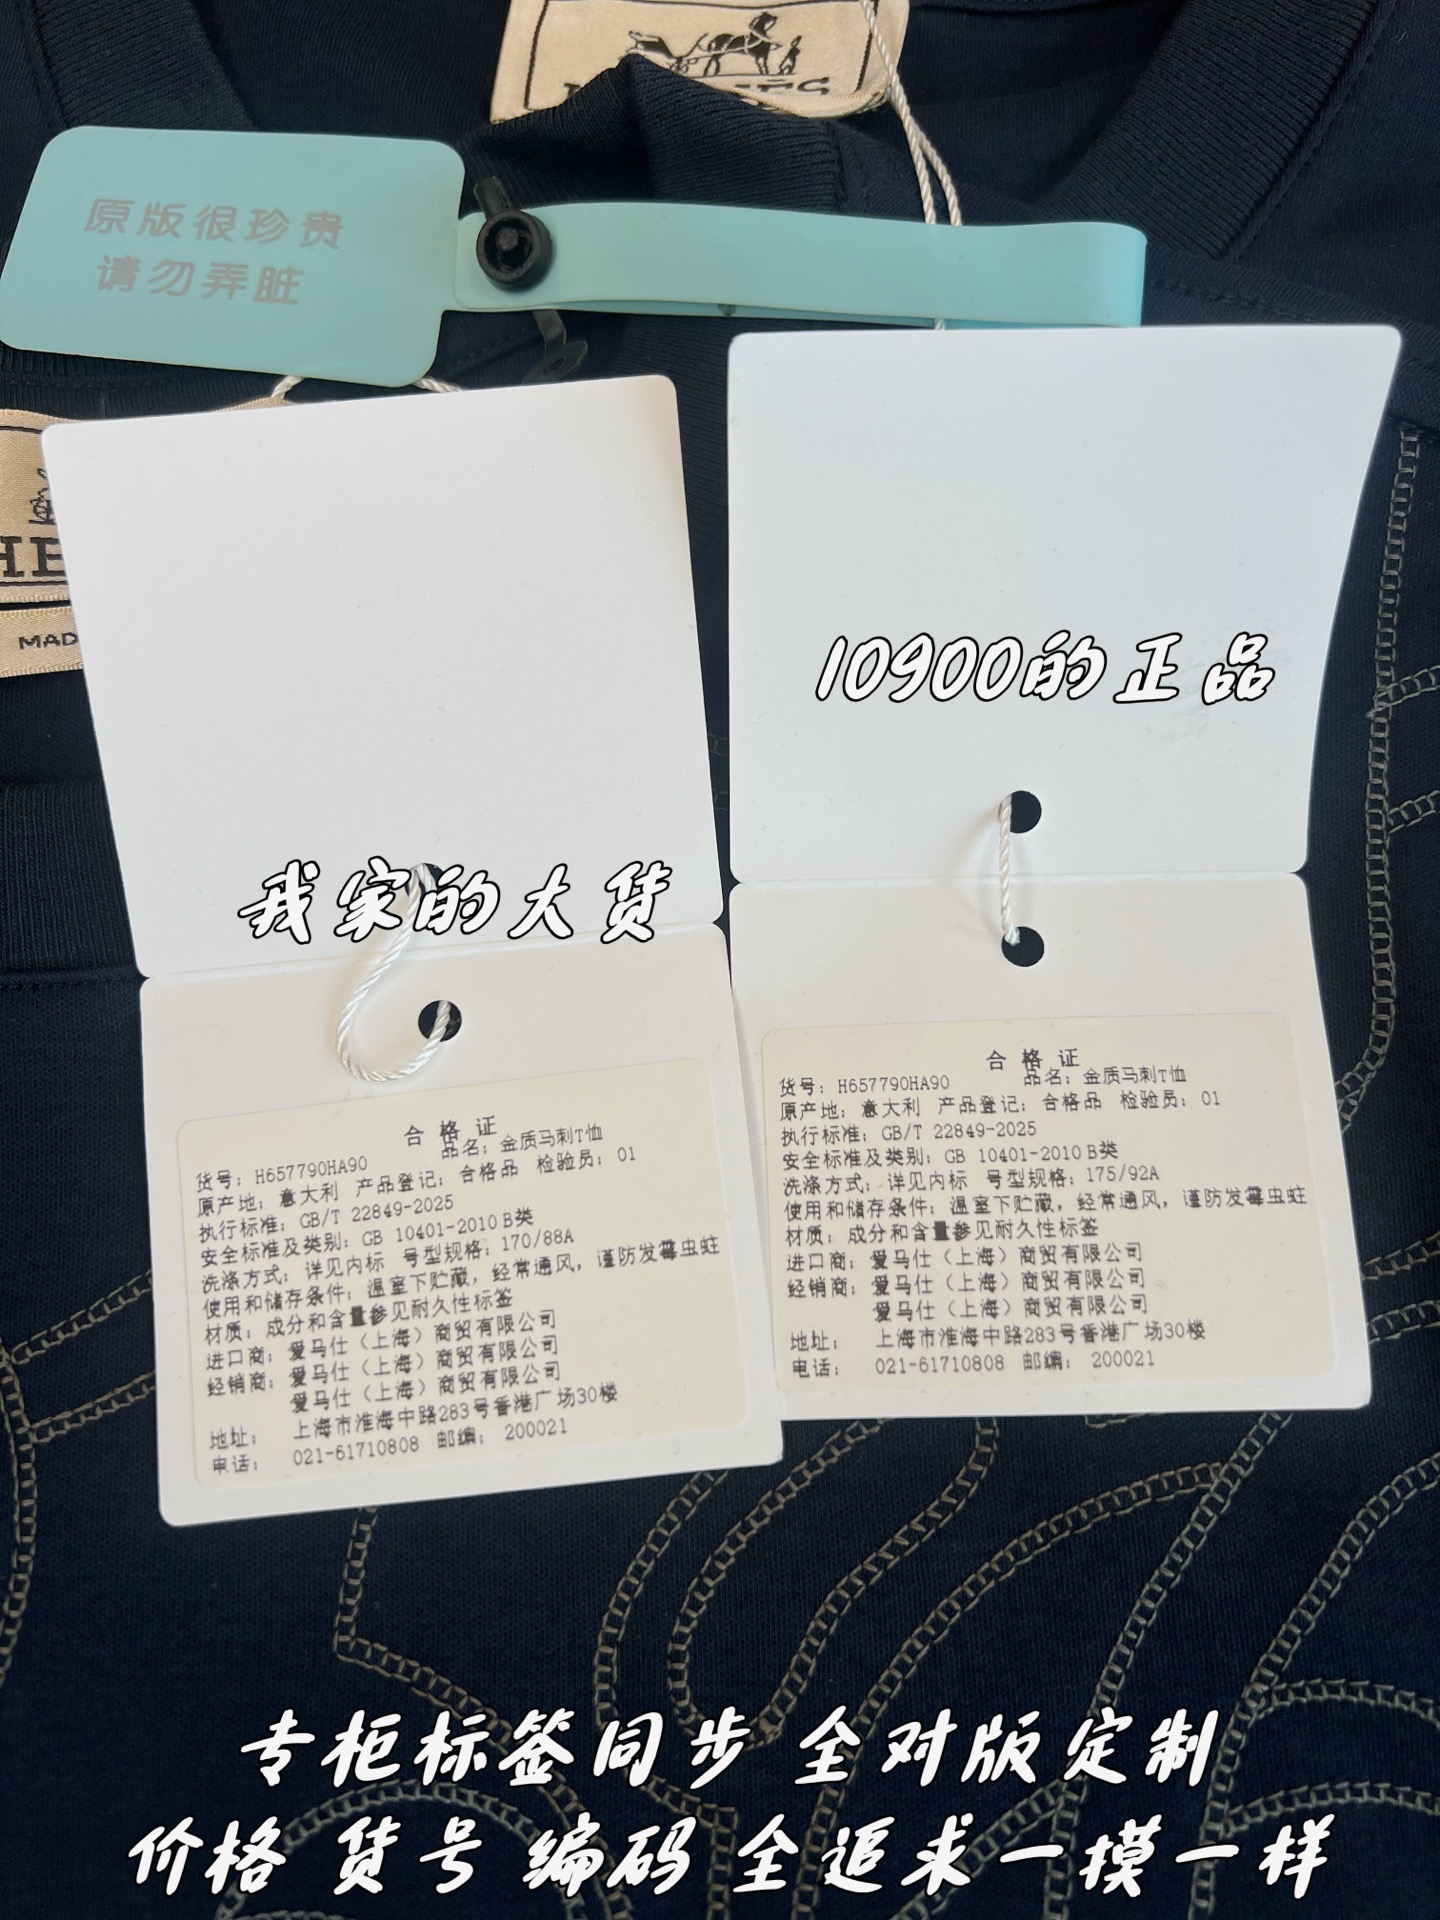 原版很珍贵
请勿弄脏
10900的正品
我家的大货
合格证
品名：金质马刺T恤
货号：H657790HA90
原产地：意大利 产品登记：合格品 检验员：01
执行标准：GB/T 22849-2025
安全标准及类别：GB 10401-2010 B类
洗涤方式：详见内标 号型规格：170/88A
使用和储存条件：温室下贮藏，经常通风，谨防发霉虫蛀
材质：成分和含量参见耐久性标签
进口商：爱马仕（上海）商贸有限公司
经销商：爱马仕（上海）商贸有限公司
爱马仕（上海）商贸有限公司
地址： 上海市淮海中路283号香港广场30楼
电话： 021-61710808 邮编： 200021
合格证
货号：H657790HA90 品名：金质马刺T恤
原产地：意大利 产品登记：合格品 检验员：01
执行标准：GB/T 22849-2025
安全标准及类别：GB 10401-2010 B类
洗涤方式：详见内标 号型规格：175/92A
使用和储存条件：温室下贮藏，经常通风，谨防发霉虫蛀
材质：成分和含量参见耐久性标签
进口商：爱马仕（上海）商贸有限公司
经销商：爱马仕（上海）商贸有限公司
爱马仕（上海）商贸有限公司
地址： 上海市淮海中路283号香港广场30楼
电话： 021-61710808 邮编： 200021
专柜标签同步 全对版定制
价格 货号 编码 全追求一摸一样